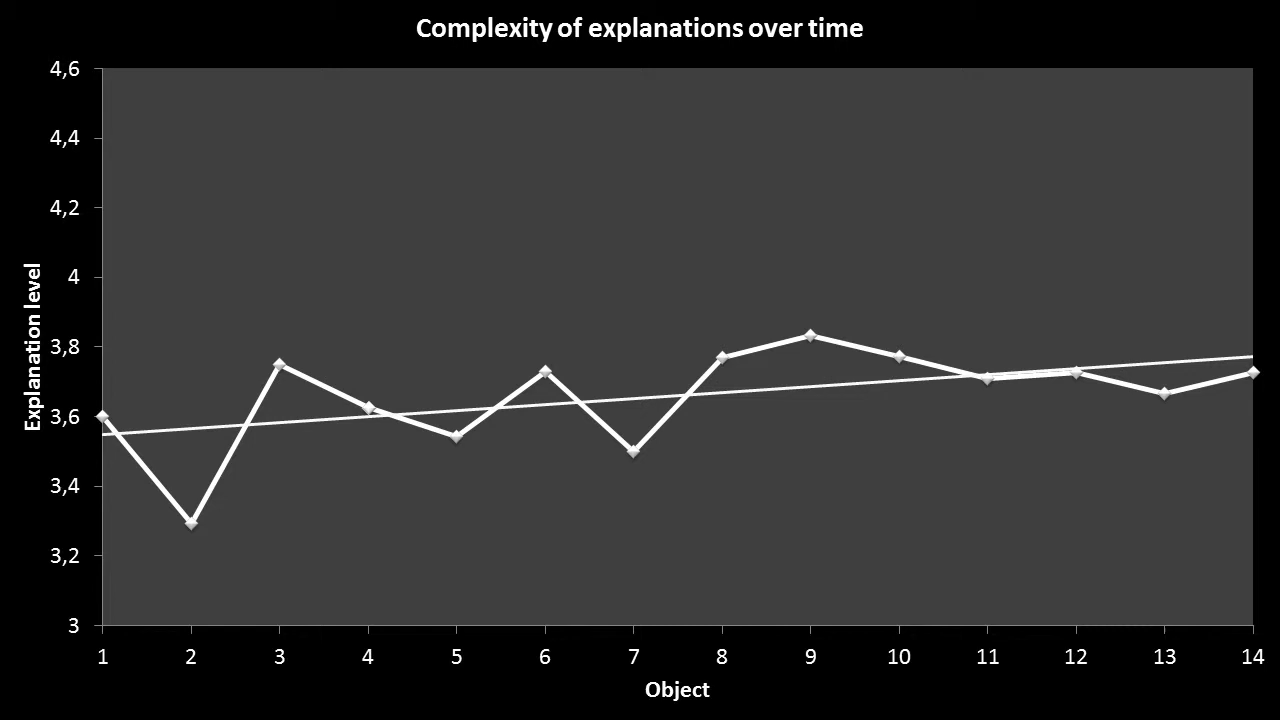 Complexity of explanations over time
4,6
4,4
4,2
4
3,8
3,6
3,4
3,2
3
Explanation level
1 2 3 4 5 6 7 8 9 10 11 12 13 14
Object